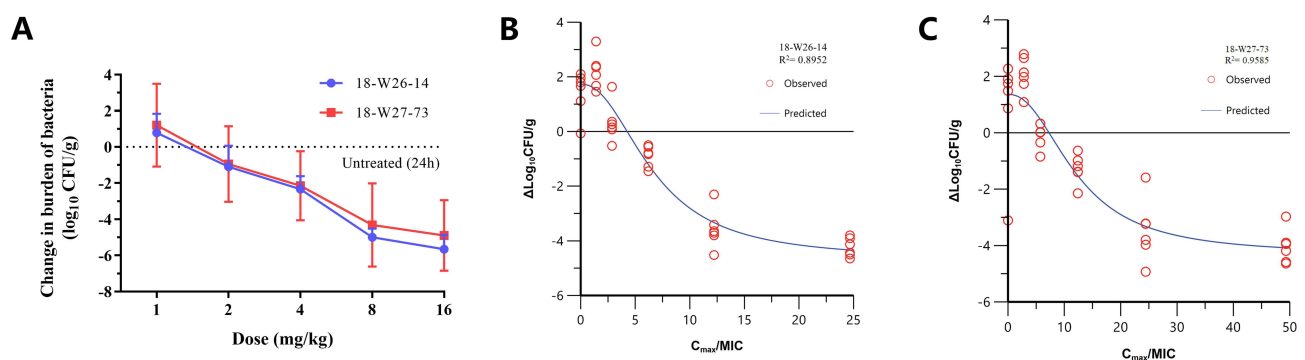 A
Change in burden of bacteria
(log₁₀ CFU/g)
4
2
0
-2
-4
-6
-8
18-W26-14
18-W27-73
Untreated (24h)
1
2
4
8
16
Dose (mg/kg)
B
ΔLog₁₀CFU/g
4
2
0
-2
-4
-6
18-W26-14
R²= 0.8952
Observed
Predicted
0
5
10
15
20
25
Cmax/MIC
C
ΔLog₁₀CFU/g
4
2
0
-2
-4
-6
18-W27-73
R²= 0.9585
Observed
Predicted
0
10
20
30
40
50
Cmax/MIC